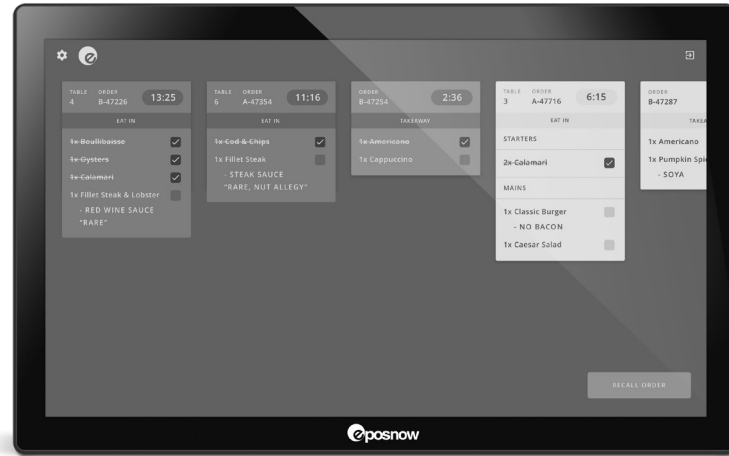 TABLE ORDER
4 B-47226 13:25
EAT IN
1x Boullibaisse
1x Oysters
1x Calamari
1x Fillet Steak & Lobster
- RED WINE SAUCE
"RARE"
TABLE ORDER
6 A-47354 11:16
EAT IN
1x Cod & Chips
1x Fillet Steak
- STEAK SAUCE
"RARE, NUT ALLEGY"
ORDER
B-47254 2:36
TAKEAWAY
1x Americano
1x Cappuccino
TABLE ORDER
3 A-47716 6:15
EAT IN
STARTERS
2x Calamari
MAINS
1x Classic Burger
- NO BACON
1x Caesar Salad
ORDER
B-47287
TAKEA
1x Americano
1x Pumpkin Spi
- SOYA
RECALL ORDER
eposnow